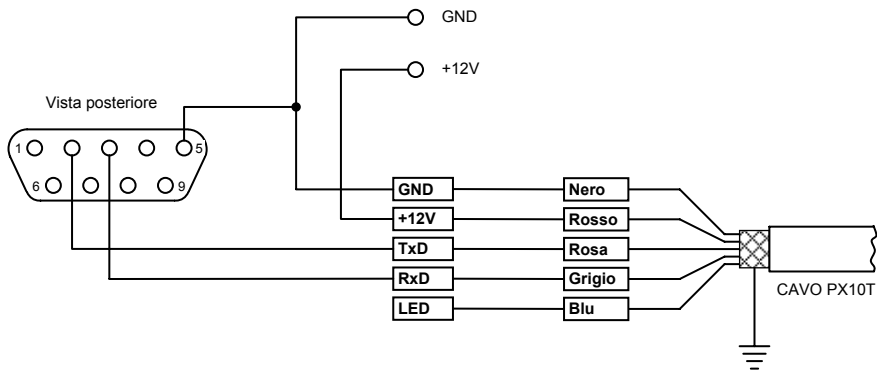 GND
+12V
Vista posteriore
1 5
6 9
GND Nero
+12V Rosso
TxD Rosa
RxD Grigio
LED Blu
CAVO PX10T